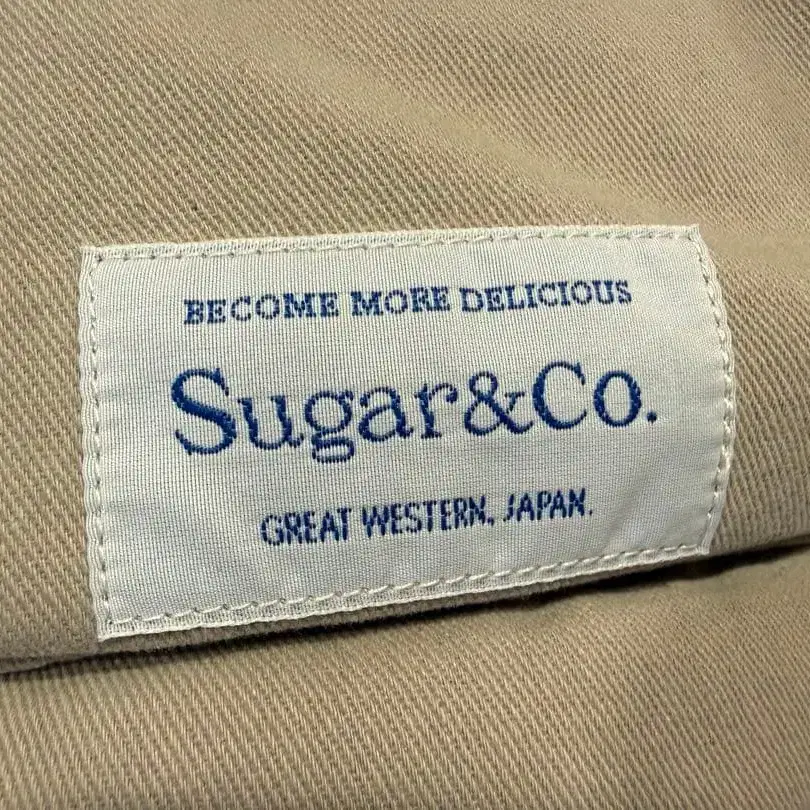 BECOME MORE DELICIOUS
Sugar&Co.
GREAT WESTERN, JAPAN.